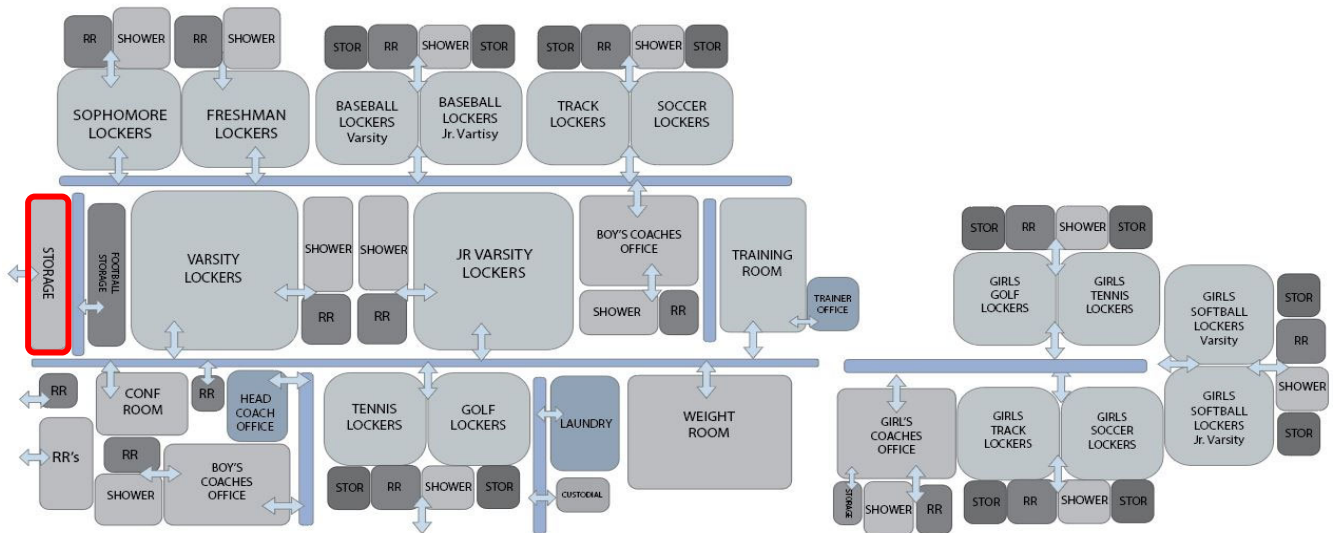 RR
SHOWER
RR
SHOWER
STOR
RR
SHOWER
STOR
STOR
RR
SHOWER
STOR
SOPHOMORE
LOCKERS
FRESHMAN
LOCKERS
BASEBALL
LOCKERS
Varsity
BASEBALL
LOCKERS
Jr. Vartisy
TRACK
LOCKERS
SOCCER
LOCKERS
STORAGE
FOOTBALL
STORAGE
VARSITY
LOCKERS
SHOWER
RR
SHOWER
RR
JR VARSITY
LOCKERS
BOY'S COACHES
OFFICE
SHOWER
RR
TRAINING
ROOM
TRAINER
OFFICE
RR
CONF
ROOM
RR
HEAD
COACH
OFFICE
RR's
RR
SHOWER
BOY'S
COACHES
OFFICE
TENNIS
LOCKERS
GOLF
LOCKERS
STOR
RR
SHOWER
STOR
LAUNDRY
CUSTODIAL
WEIGHT
ROOM
STOR
RR
SHOWER
STOR
GIRLS
GOLF
LOCKERS
GIRLS
TENNIS
LOCKERS
GIRLS
SOFTBALL
LOCKERS
Varsity
STOR
RR
SHOWER
STOR
GIRL'S
COACHES
OFFICE
GIRLS
TRACK
LOCKERS
GIRLS
SOCCER
LOCKERS
GIRLS
SOFTBALL
LOCKERS
Jr. Varsity
STORAGE
SHOWER
RR
STOR
RR
SHOWER
STOR